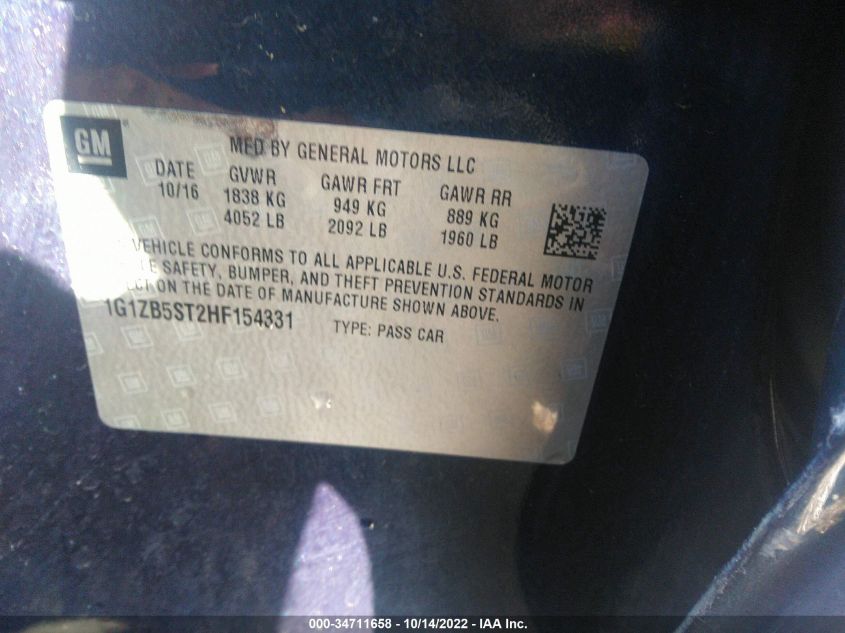 GM
MFD BY GENERAL MOTORS LLC
DATE GVWR GAWR FRT GAWR RR
10/16 1838 KG 949 KG 889 KG
4052 LB 2092 LB 1960 LB
VEHICLE CONFORMS TO ALL APPLICABLE U.S. FEDERAL MOTOR
LE SAFETY, BUMPER, AND THEFT PREVENTION STANDARDS IN
ECT ON THE DATE OF MANUFACTURE SHOWN ABOVE.
1G1ZB5ST2HF154331 TYPE: PASS CAR
000-34711658 - 10/14/2022 - IAA Inc.